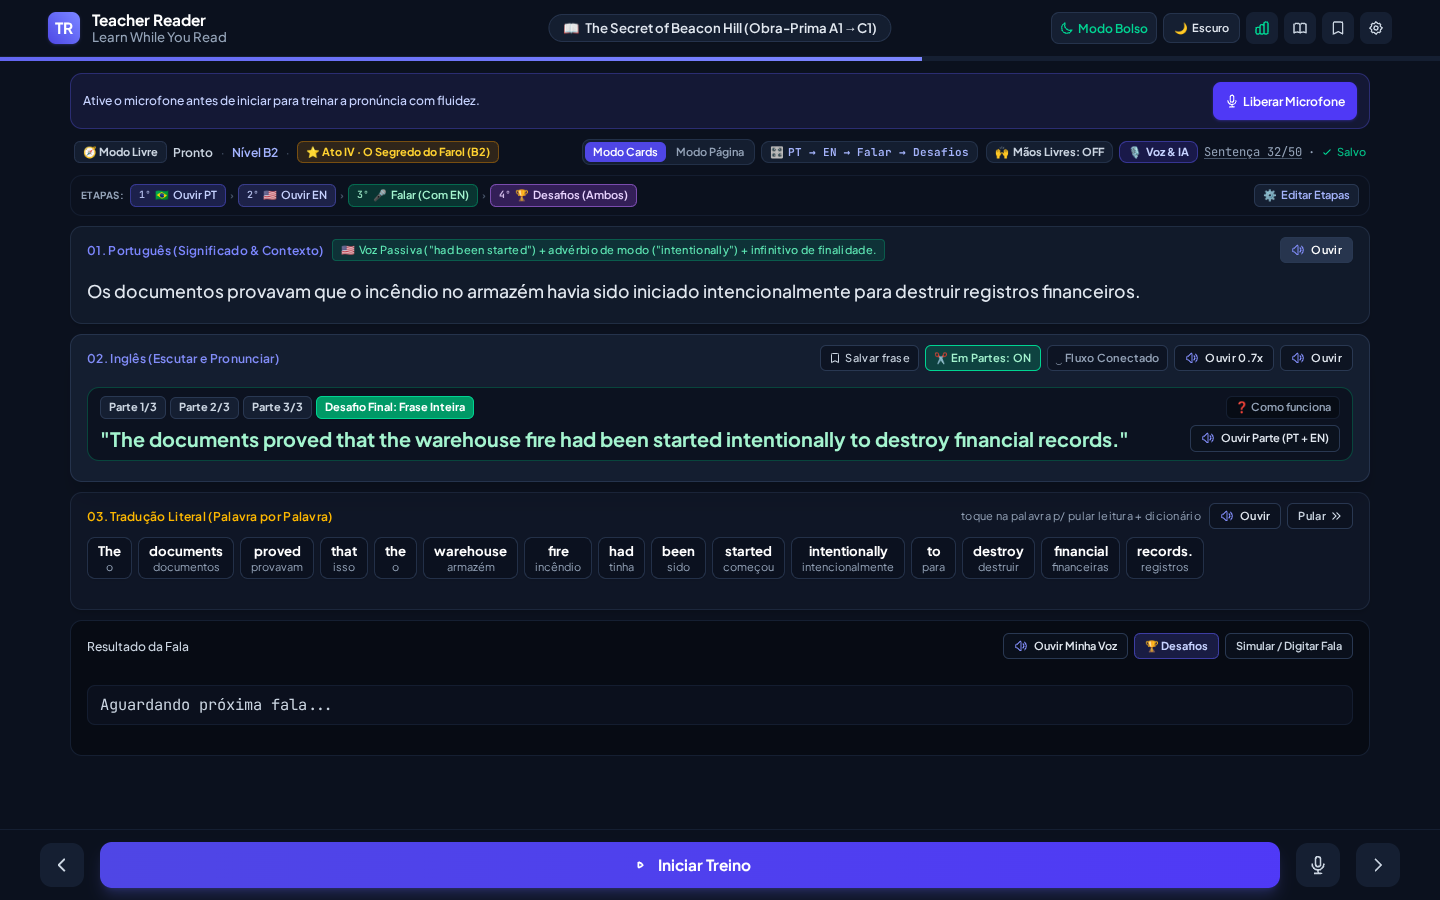 TR
Teacher Reader
Learn While You Read
📖 The Secret of Beacon Hill (Obra-Prima A1→C1)
Modo Bolso
🌙 Escuro
Ative o microfone antes de iniciar para treinar a pronúncia com fluidez.
Liberar Microfone
🧭 Modo Livre Pronto · Nível B2 · ⭐ Ato IV · O Segredo do Farol (B2)
Modo Cards Modo Página
🎛️ PT → EN → Falar → Desafios
🙌 Mãos Livres: OFF
🎙️ Voz & IA
Sentença 32/50 · ✓ Salvo
ETAPAS: 1° 🇧🇷 Ouvir PT › 2° 🇺🇸 Ouvir EN › 3° 🎤 Falar (Com EN) › 4° 🏆 Desafios (Ambos)
⚙️ Editar Etapas
01. Português (Significado & Contexto)
🇺🇸 Voz Passiva ("had been started") + advérbio de modo ("intentionally") + infinitivo de finalidade.
Ouvir
Os documentos provavam que o incêndio no armazém havia sido iniciado intencionalmente para destruir registros financeiros.
02. Inglês (Escutar e Pronunciar)
Salvar frase
✂️ Em Partes: ON
‿ Fluxo Conectado
Ouvir 0.7x
Ouvir
Parte 1/3 Parte 2/3 Parte 3/3 Desafio Final: Frase Inteira
❓ Como funciona
"The documents proved that the warehouse fire had been started intentionally to destroy financial records."
Ouvir Parte (PT + EN)
03. Tradução Literal (Palavra por Palavra)
toque na palavra p/ pular leitura + dicionário
Ouvir
Pular
The documents proved that the warehouse fire had been started intentionally to destroy financial records.
o documentos provavam isso o armazém incêndio tinha sido começou intencionalmente para destruir financeiras registros
Resultado da Fala
Ouvir Minha Voz
🏆 Desafios
Simular / Digitar Fala
Aguardando próxima fala...
Iniciar Treino